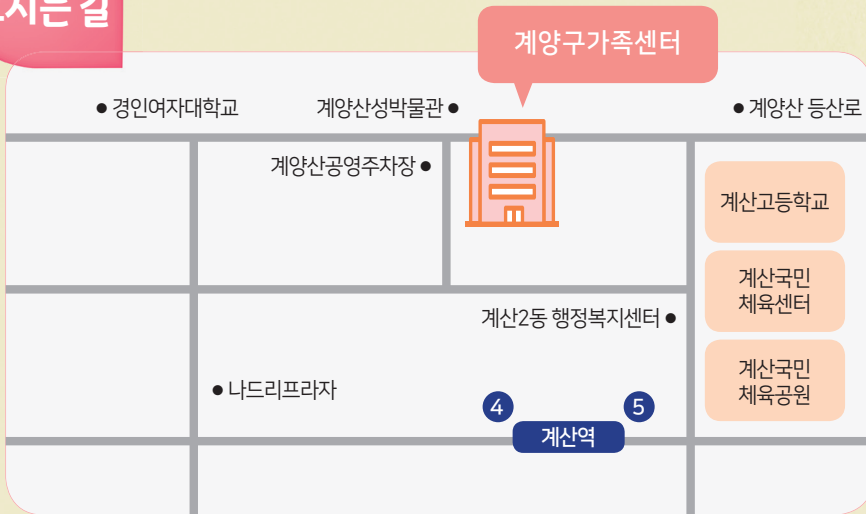 오시는 길
계양구가족센터
● 경인여자대학교
계양산성박물관 ●
● 계양산 등산로
계양산공영주차장 ●
계산고등학교
계산국민
체육센터
계산2동 행정복지센터 ●
계산국민
체육공원
● 나드리프라자
4
5
계산역